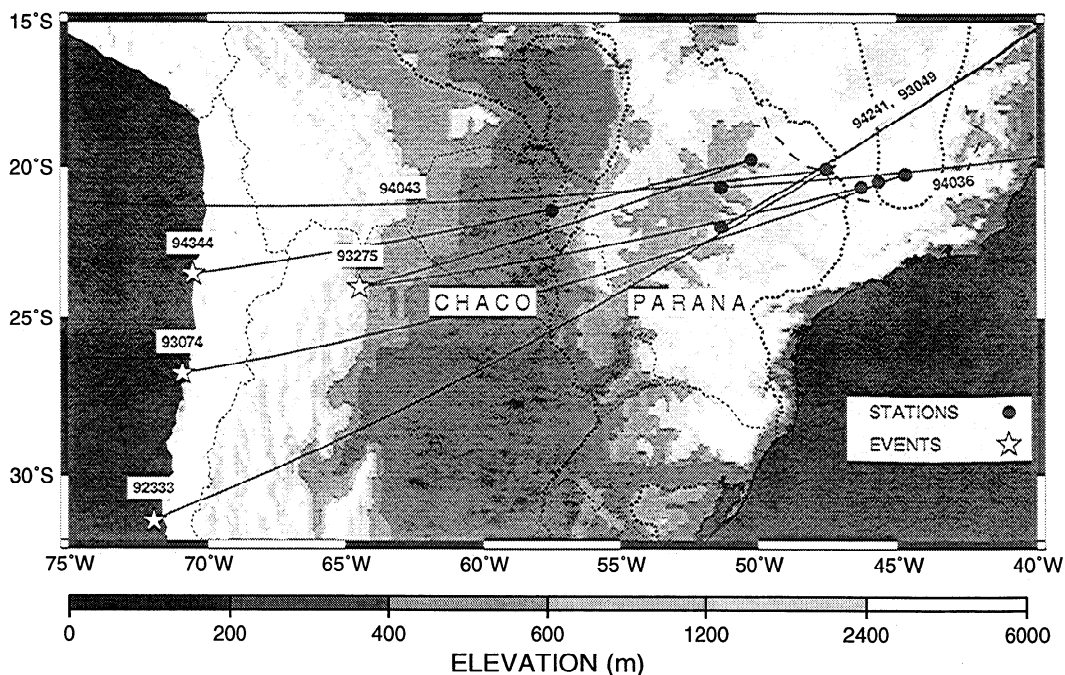 15°S
20°S
25°S
30°S
94241, 93049
94043
94036
94344
93275
CHACO
PARANA
93074
92333
STATIONS
EVENTS
75°W 70°W 65°W 60°W 55°W 50°W 45°W 40°W
0 200 400 600 1200 2400 6000
ELEVATION (m)